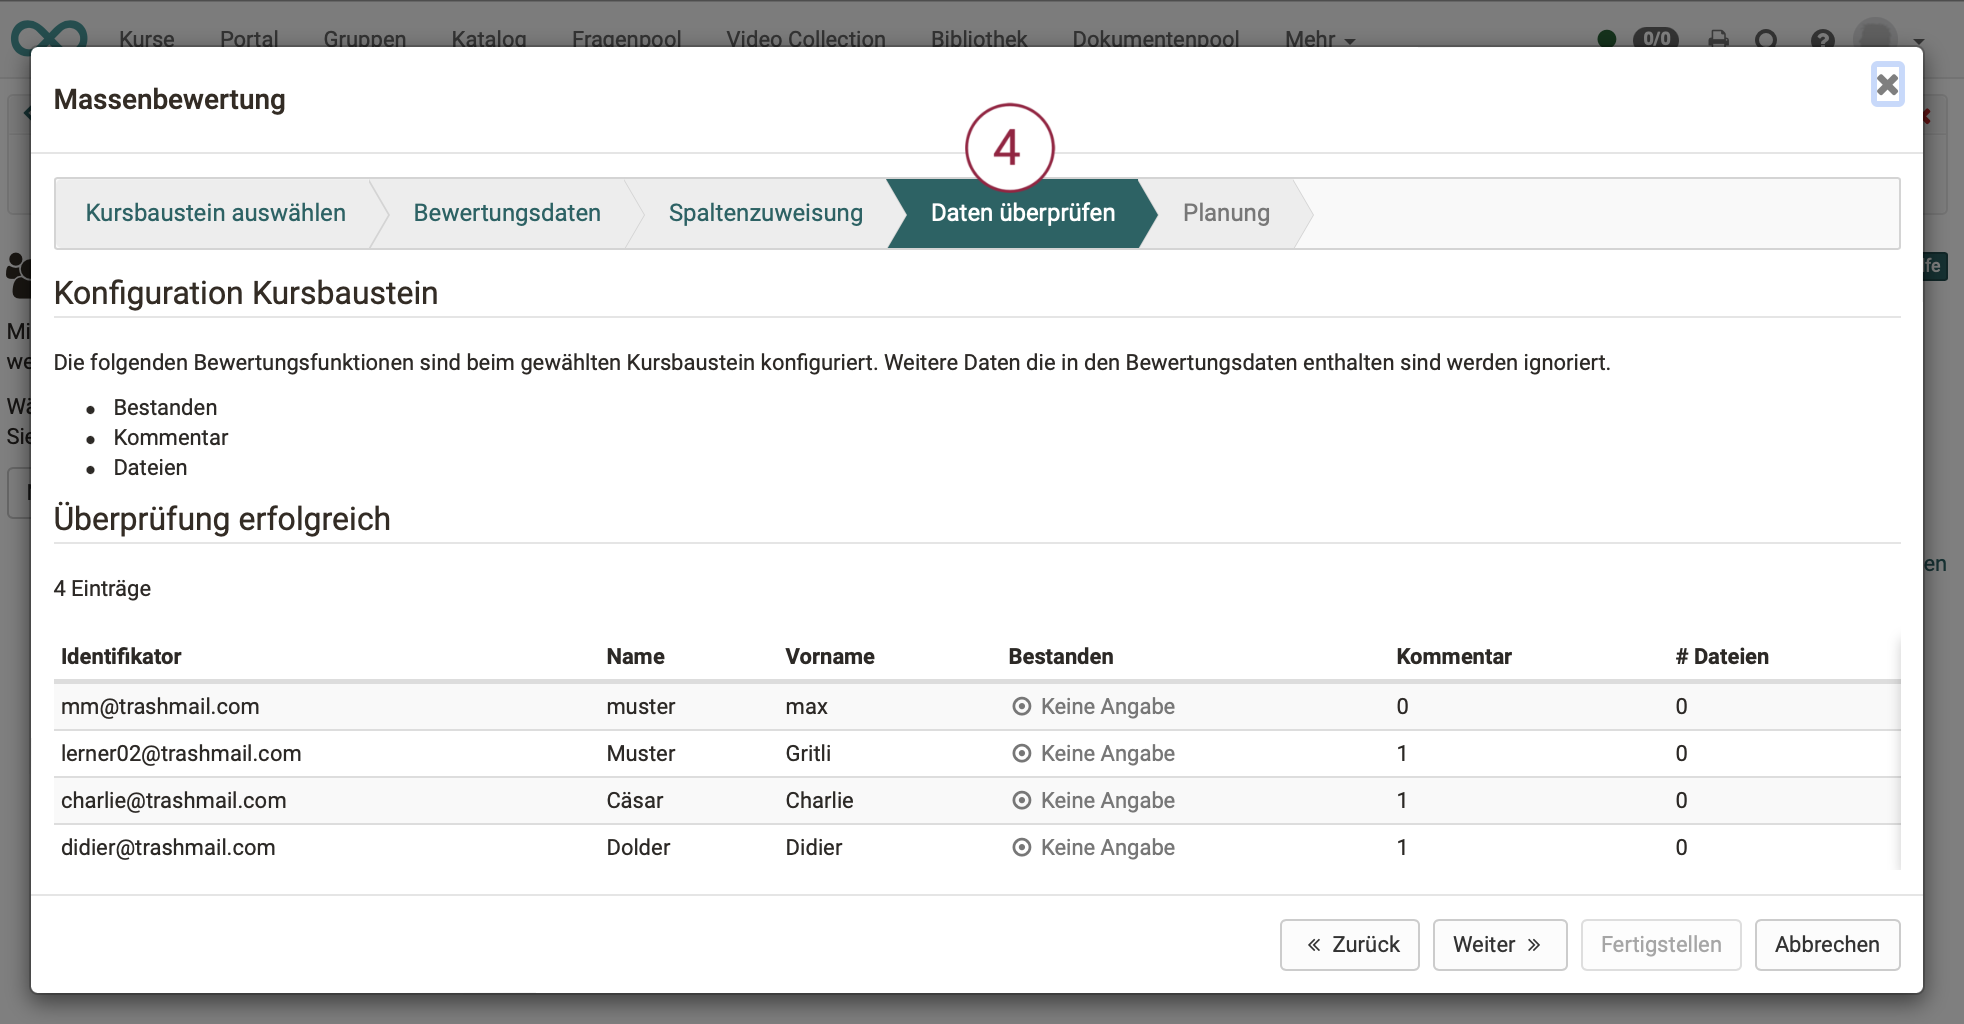 Kurse Portal Gruppen Katalog Fragenpool Video Collection Bibliothek Dokumentenpool Mehr 0/0
Massenbewertung
4
Kursbaustein auswählen Bewertungsdaten Spaltenzuweisung Daten überprüfen Planung
Konfiguration Kursbaustein
Die folgenden Bewertungsfunktionen sind beim gewählten Kursbaustein konfiguriert. Weitere Daten die in den Bewertungsdaten enthalten sind werden ignoriert.
• Bestanden
• Kommentar
• Dateien
Überprüfung erfolgreich
4 Einträge
Identifikator Name Vorname Bestanden Kommentar # Dateien
mm@trashmail.com muster max Keine Angabe 0 0
lerner02@trashmail.com Muster Gritli Keine Angabe 1 0
charlie@trashmail.com Cäsar Charlie Keine Angabe 1 0
didier@trashmail.com Dolder Didier Keine Angabe 1 0
« Zurück Weiter » Fertigstellen Abbrechen